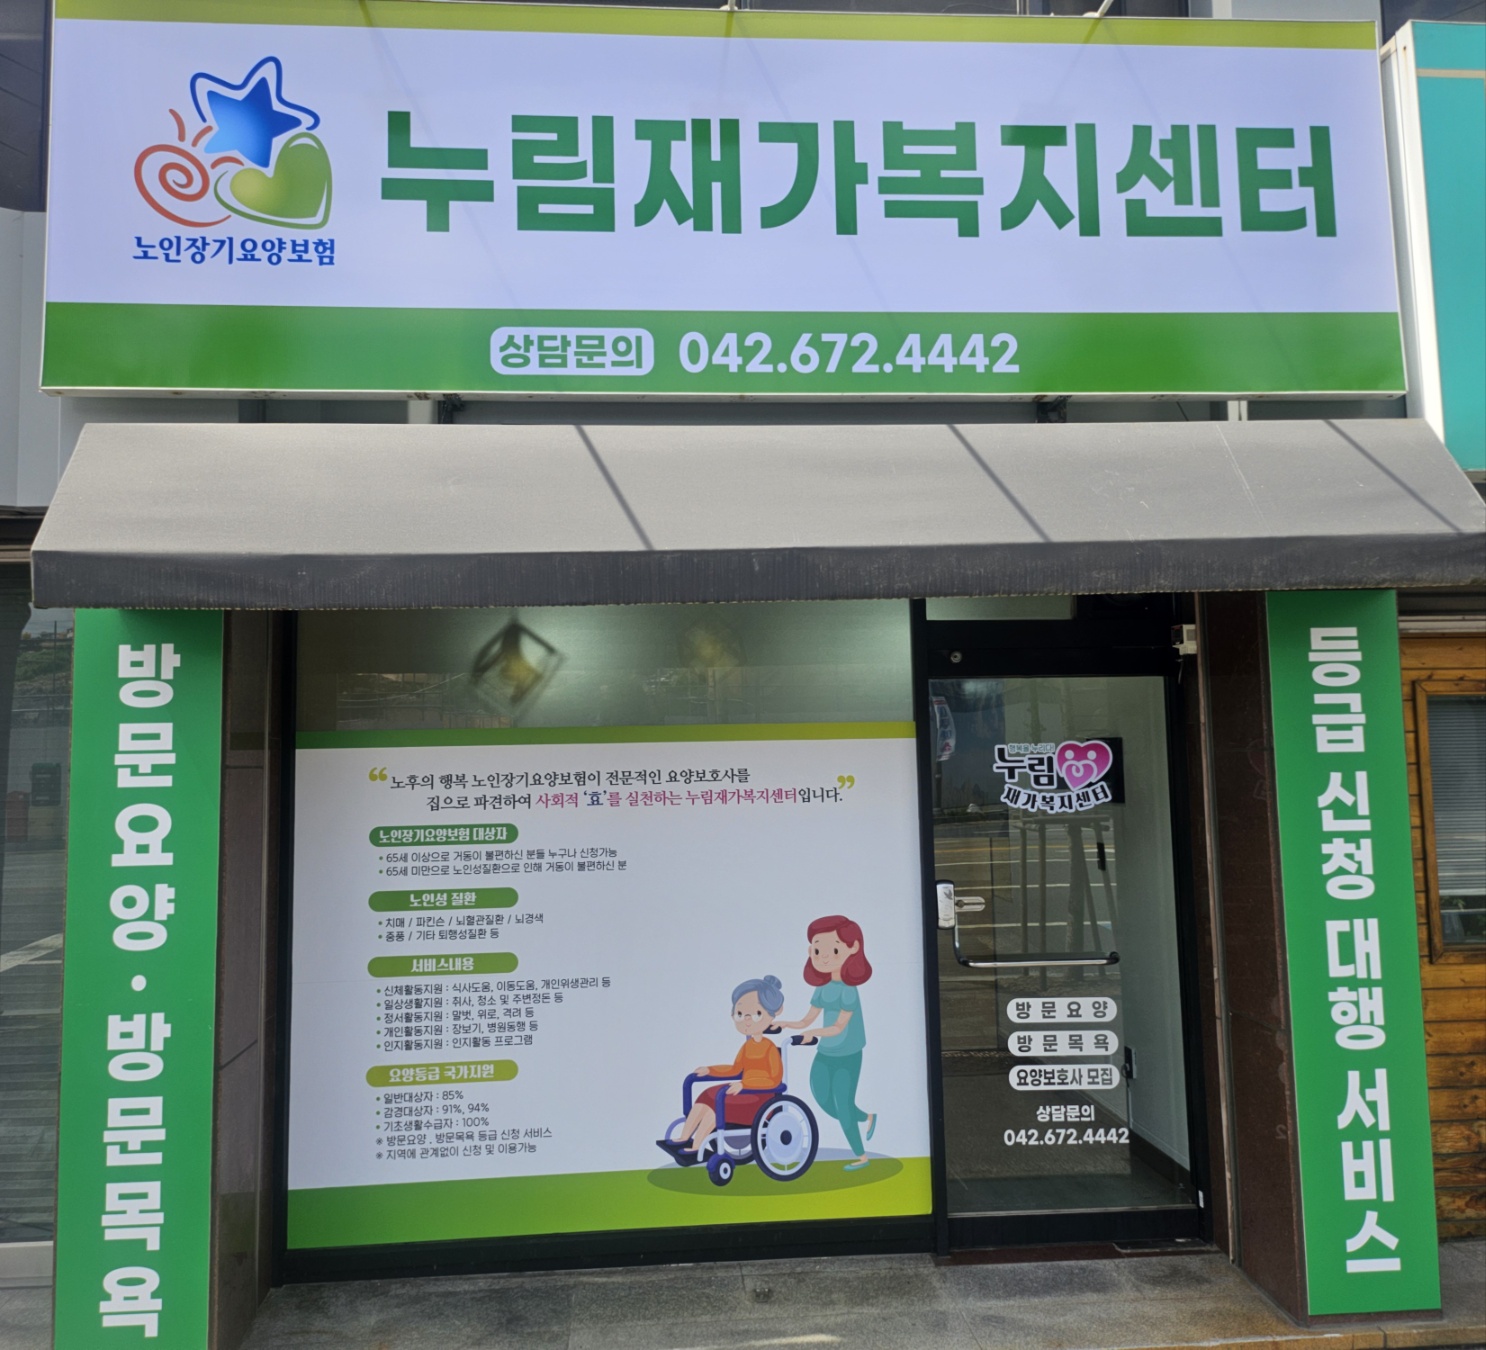 노인장기요양보험
누림재가복지센터
상담문의 042.672.4442
방문요양·방문목욕
“노후의 행복 노인장기요양보험이 전문적인 요양보호사를
집으로 파견하여 사회적 ‘효’를 실천하는 누림재가복지센터입니다.”
노인장기요양보험 대상자
• 65세 이상으로 거동이 불편하신 분들 누구나 신청가능
• 65세 미만으로 노인성질환으로 인해 거동이 불편하신 분
노인성 질환
• 치매 / 파킨슨 / 뇌혈관질환 / 뇌경색
• 중풍 / 기타 퇴행성질환 등
서비스내용
• 신체활동지원 : 식사도움, 이동도움, 개인위생관리 등
• 일상생활지원 : 취사, 청소 및 주변정돈 등
• 정서활동지원 : 말벗, 위로, 격려 등
• 개인활동지원 : 장보기, 병원동행 등
• 인지활동지원 : 인지활동 프로그램
요양등급 국가지원
• 일반대상자 : 85%
• 감경대상자 : 91%, 94%
• 기초생활수급자 : 100%
※ 방문요양 , 방문목욕 등급 신청 서비스
※ 지역에 관계없이 신청 및 이용가능
행복을 누리다!
누림
재가복지센터
방문요양
방문목욕
요양보호사 모집
상담문의
042.672.4442
등급 신청 대행 서비스